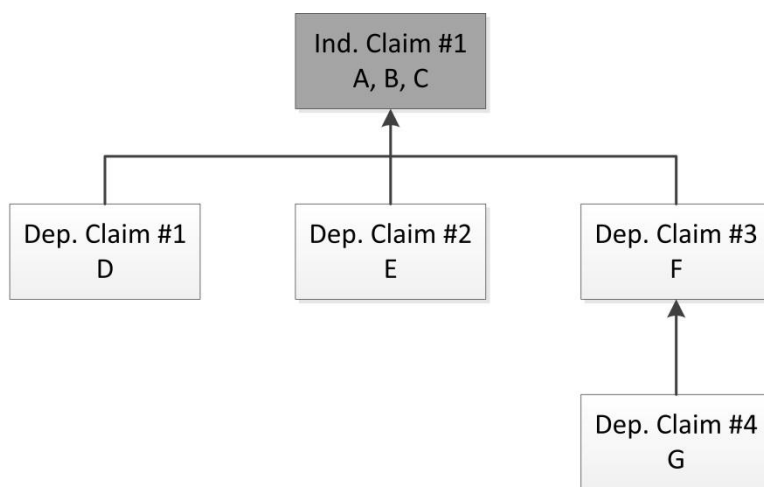 Ind. Claim #1
A, B, C
Dep. Claim #1
D
Dep. Claim #2
E
Dep. Claim #3
F
Dep. Claim #4
G